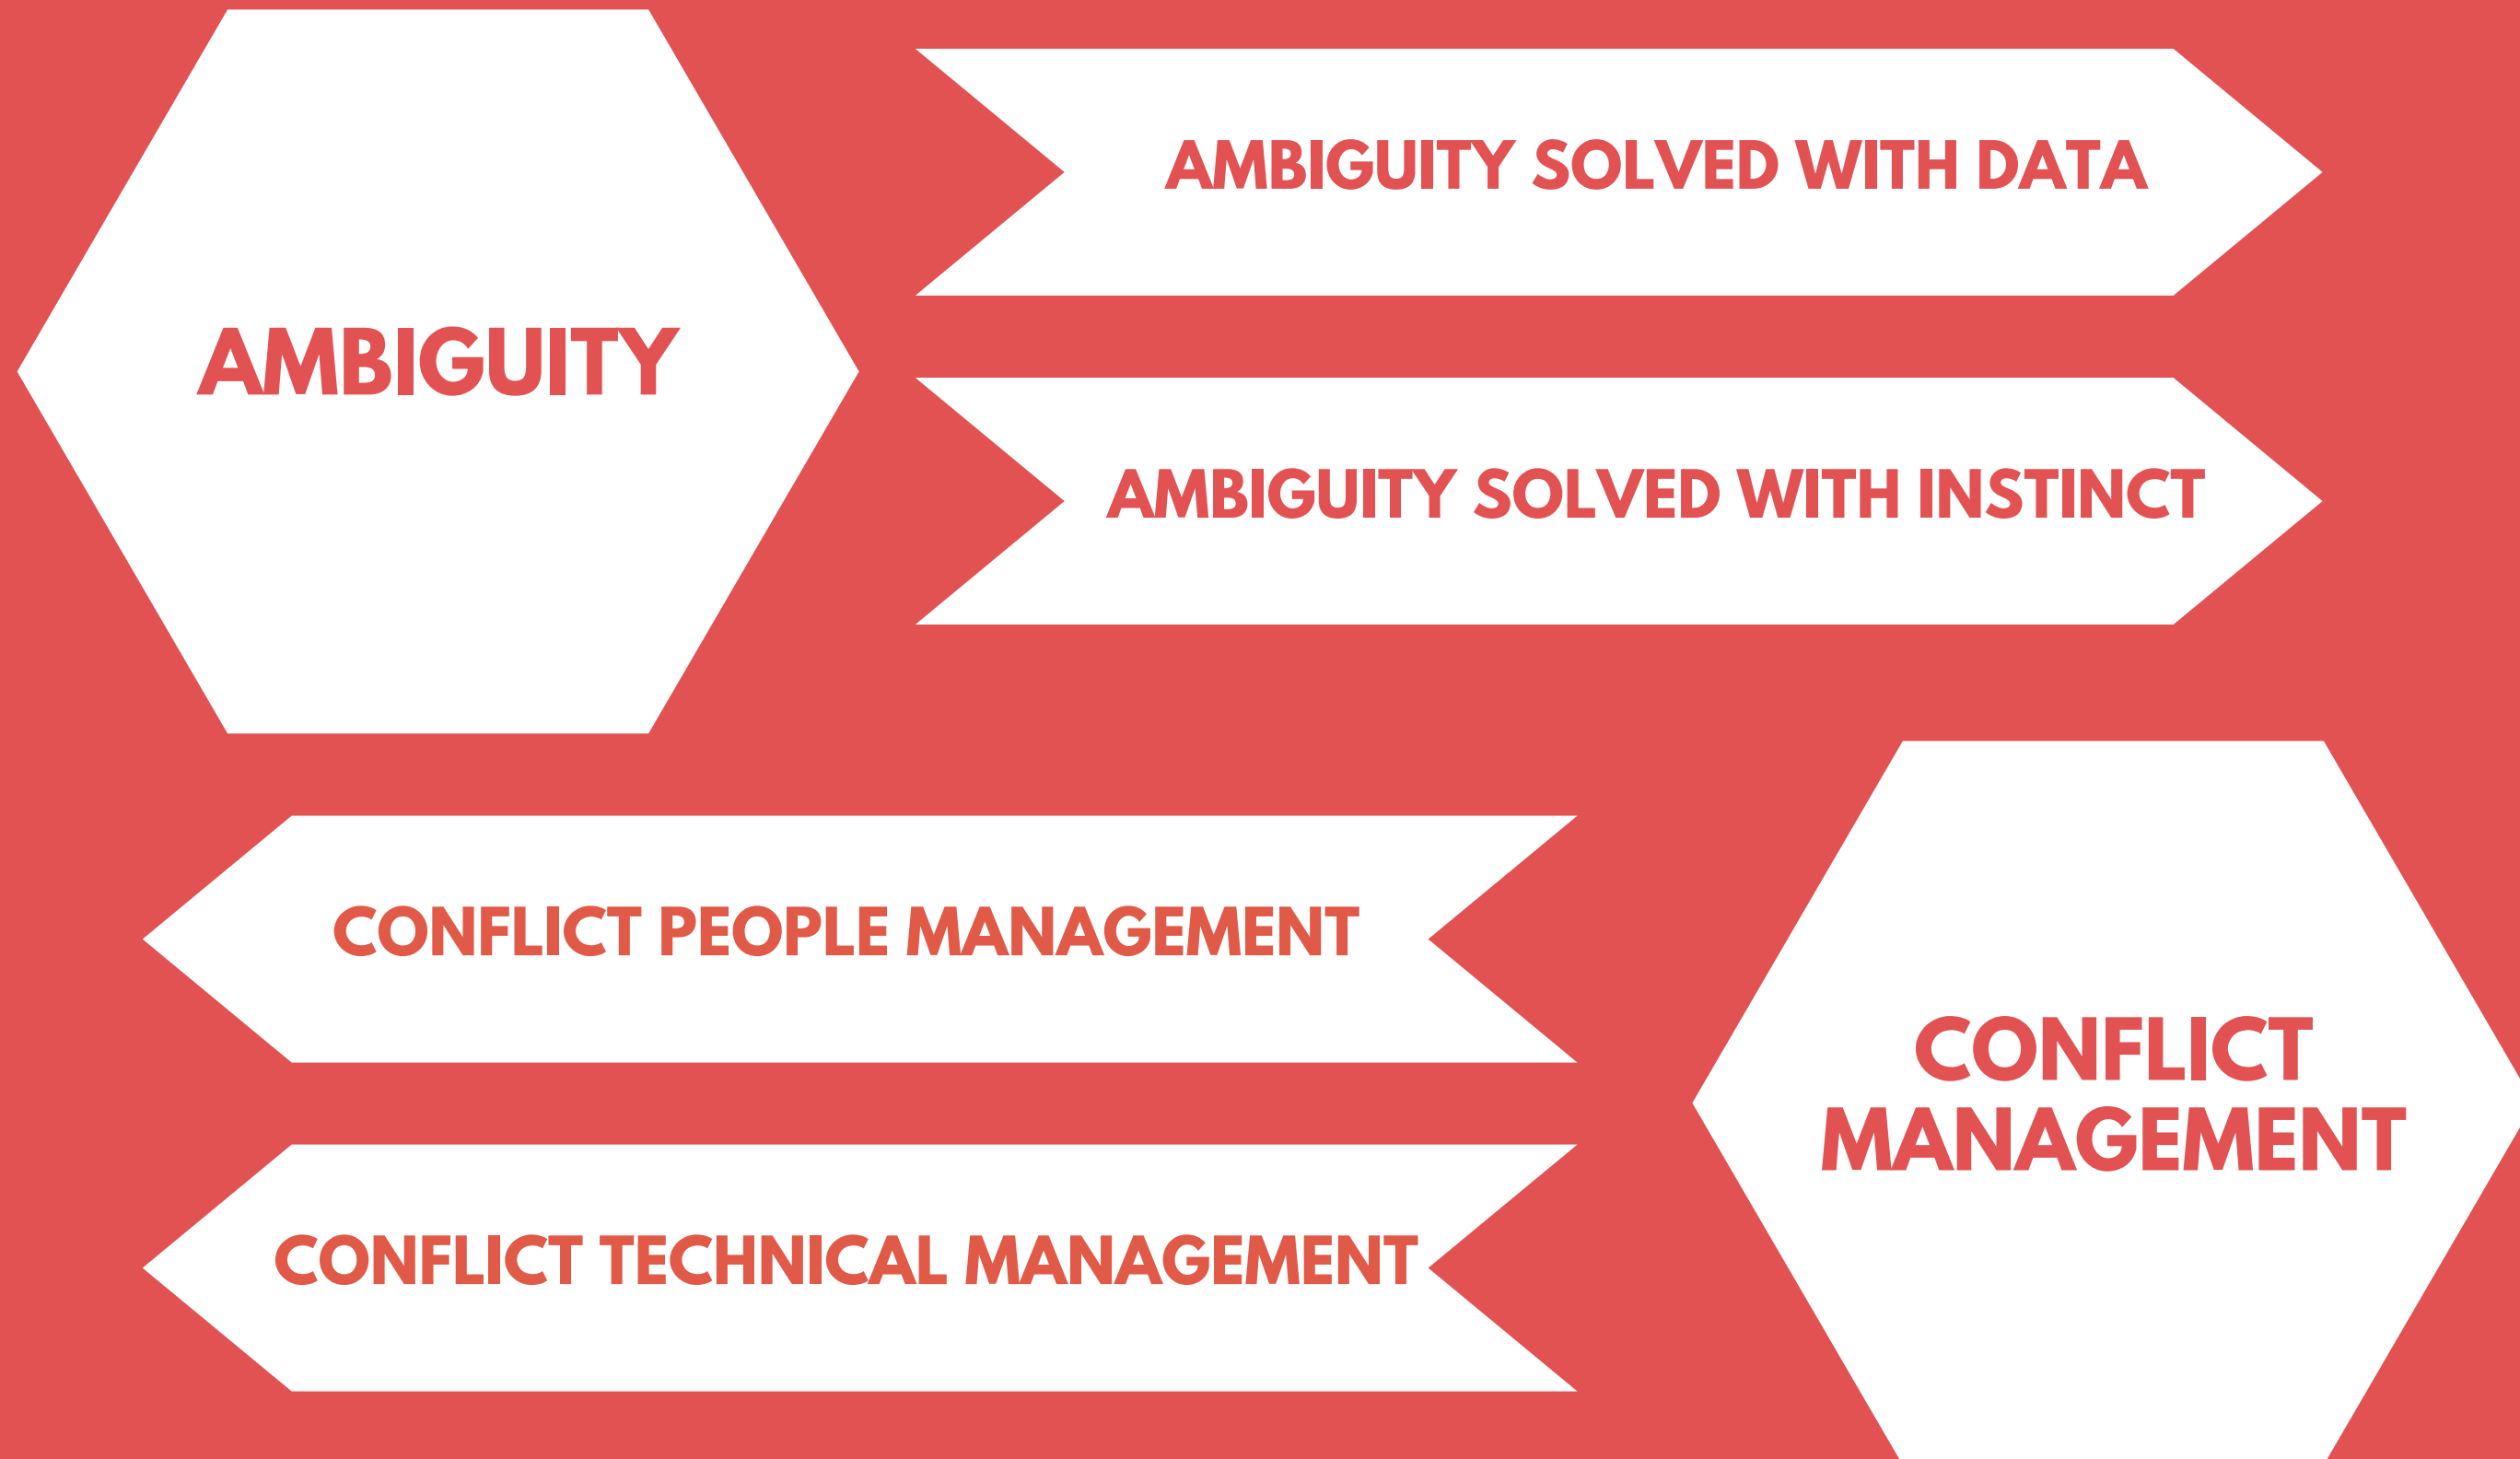 AMBIGUITY
AMBIGUITY SOLVED WITH DATA
AMBIGUITY SOLVED WITH INSTINCT
CONFLICT PEOPLE MANAGEMENT
CONFLICT TECHNICAL MANAGEMENT
CONFLICT
MANAGEMENT